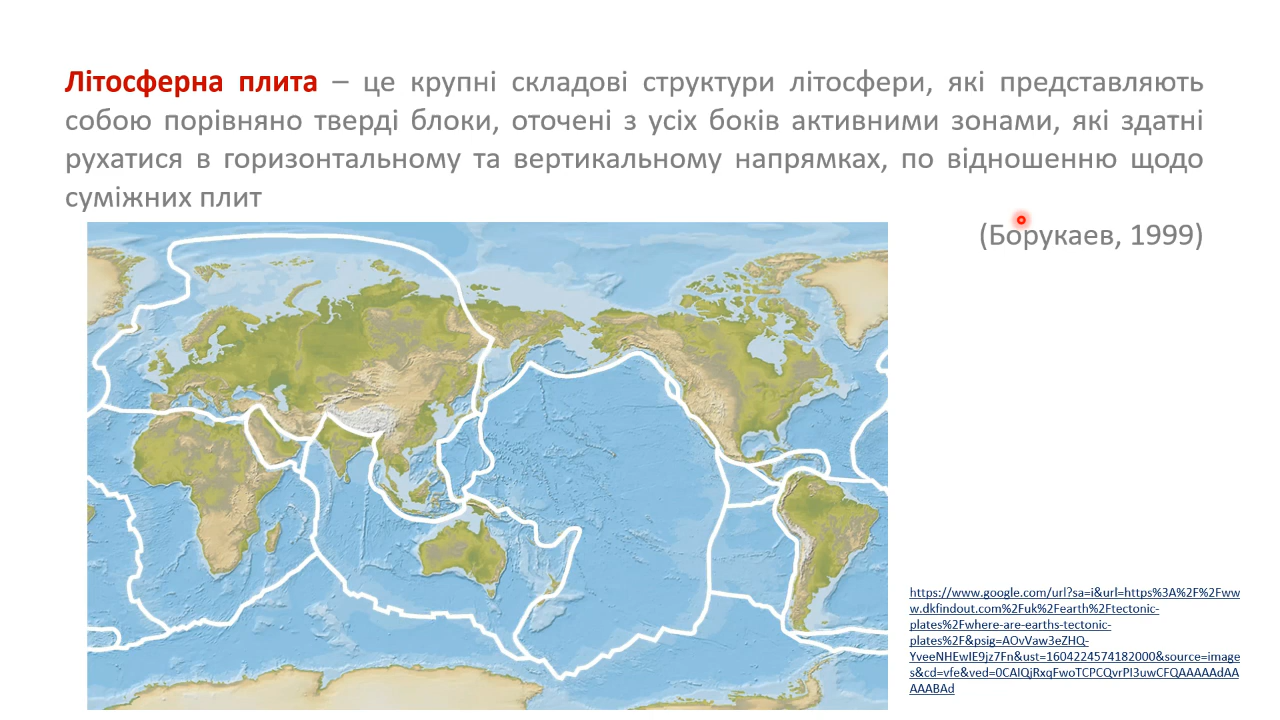 Літосферна плита – це крупні складові структури літосфери, які представляють
собою порівняно тверді блоки, оточені з усіх боків активними зонами, які здатні
рухатися в горизонтальному та вертикальному напрямках, по відношенню щодо
суміжних плит
(Борукаев, 1999)
https://www.google.com/url?sa=i&url=https%3A%2F%2Fww
w.dkfindout.com%2Fuk%2Fearth%2Ftectonic-
plates%2Fwhere-are-earths-tectonic-
plates%2F&psig=AOvVaw3eZHQ-
YveeNHEwIE9jz7Fn&ust=1604224574182000&source=image
s&cd=vfe&ved=0CAIQjRxqFwoTCPCQvrPI3uwCFQAAAAAdAA
AAABAd